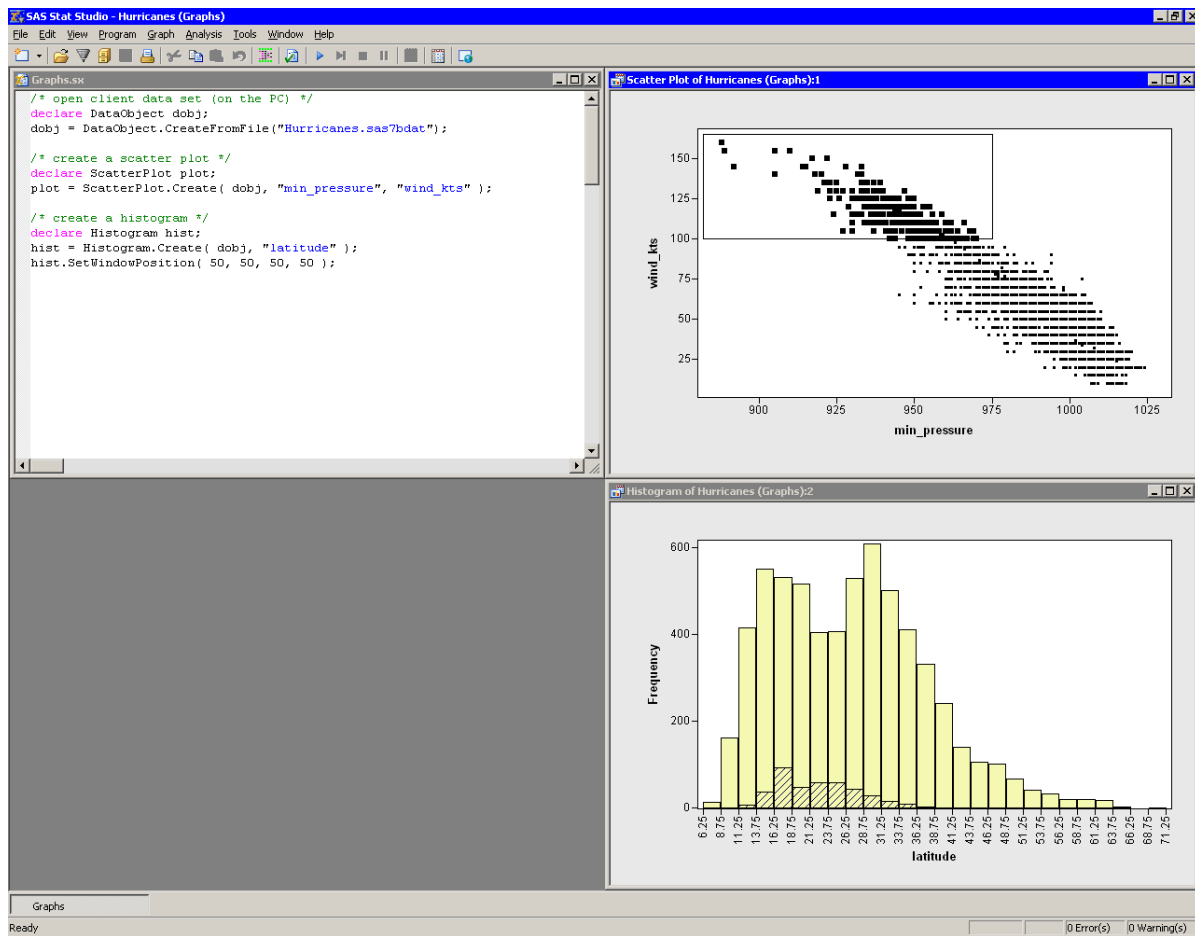 SAS Stat Studio - Hurricanes (Graphs)
File Edit View Program Graph Analysis Tools Window Help
Graphs.sx
/* open client data set (on the PC) */
declare DataObject dobj;
dobj = DataObject.CreateFromFile("Hurricanes.sas7bdat");
/* create a scatter plot */
declare ScatterPlot plot;
plot = ScatterPlot.Create( dobj, "min_pressure", "wind_kts" );
/* create a histogram */
declare Histogram hist;
hist = Histogram.Create( dobj, "latitude" );
hist.SetWindowPosition( 50, 50, 50, 50 );
Scatter Plot of Hurricanes (Graphs):1
wind_kts
150
125
100
75
50
25
900 925 950 975 1000 1025
min_pressure
Histogram of Hurricanes (Graphs):2
Frequency
600
400
200
0
6.25 8.75 11.25 13.75 16.25 18.75 21.25 23.75 26.25 28.75 31.25 33.75 36.25 38.75 41.25 43.75 46.25 48.75 51.25 53.75 56.25 58.75 61.25 63.75 66.25 68.75 71.25
latitude
Graphs
Ready 0 Error(s) 0 Warning(s)